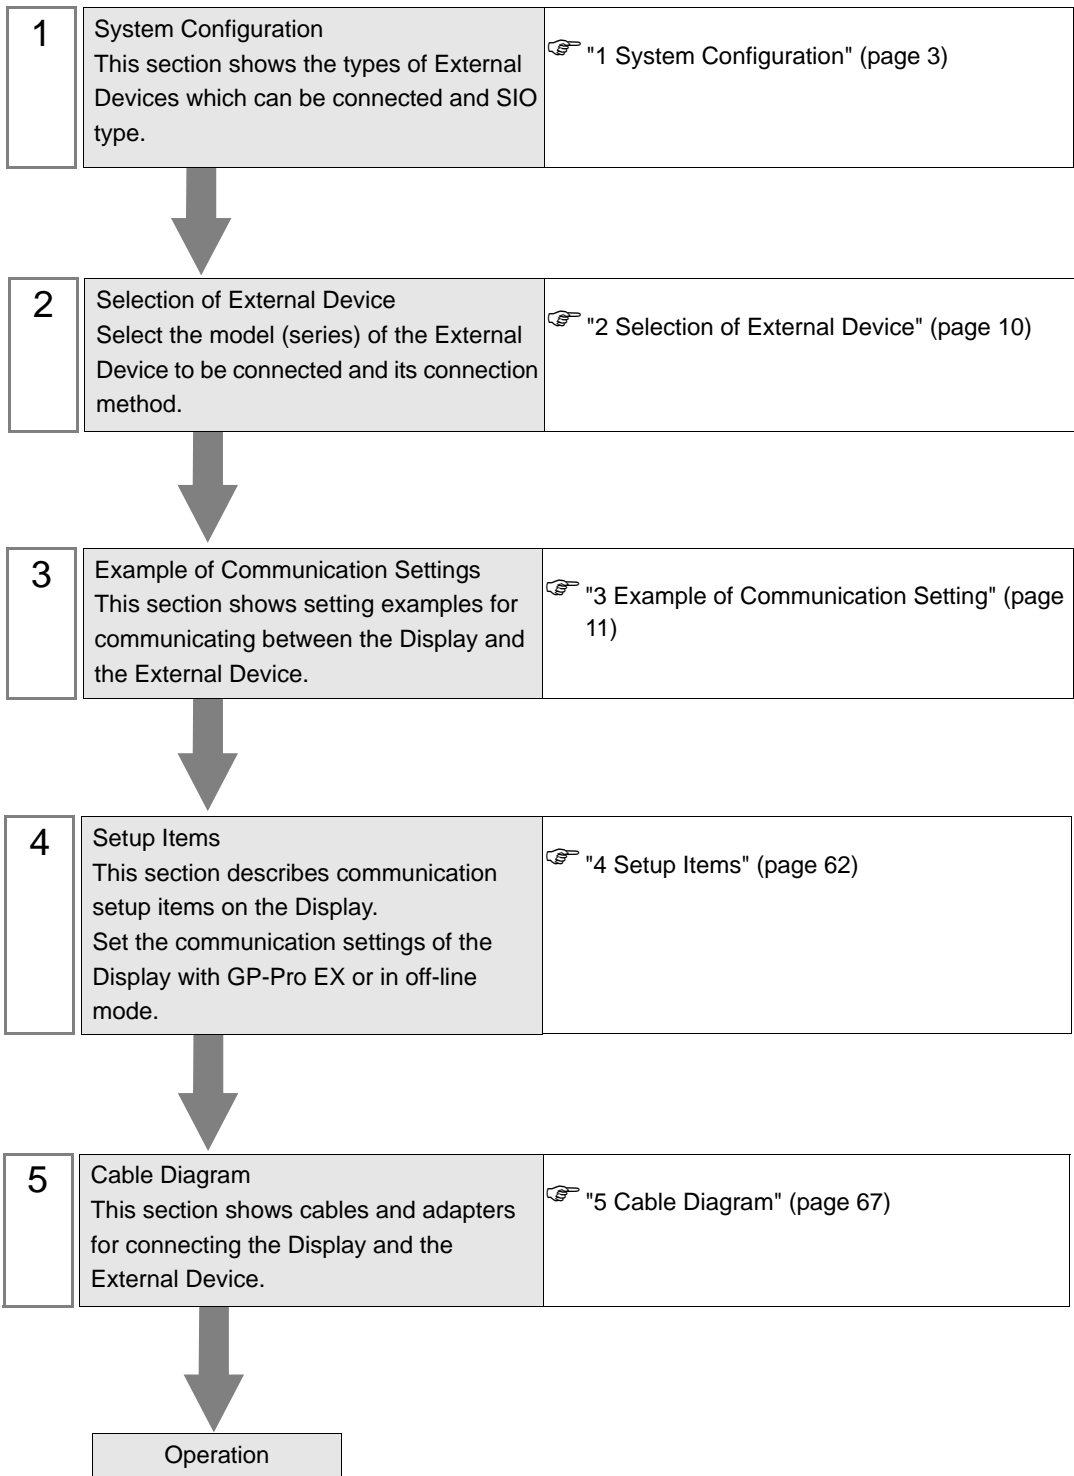 1
System Configuration
This section shows the types of External
Devices which can be connected and SIO
type.
"1 System Configuration" (page 3)
2
Selection of External Device
Select the model (series) of the External
Device to be connected and its connection
method.
"2 Selection of External Device" (page 10)
3
Example of Communication Settings
This section shows setting examples for
communicating between the Display and
the External Device.
"3 Example of Communication Setting" (page
11)
4
Setup Items
This section describes communication
setup items on the Display.
Set the communication settings of the
Display with GP-Pro EX or in off-line
mode.
"4 Setup Items" (page 62)
5
Cable Diagram
This section shows cables and adapters
for connecting the Display and the
External Device.
"5 Cable Diagram" (page 67)
Operation